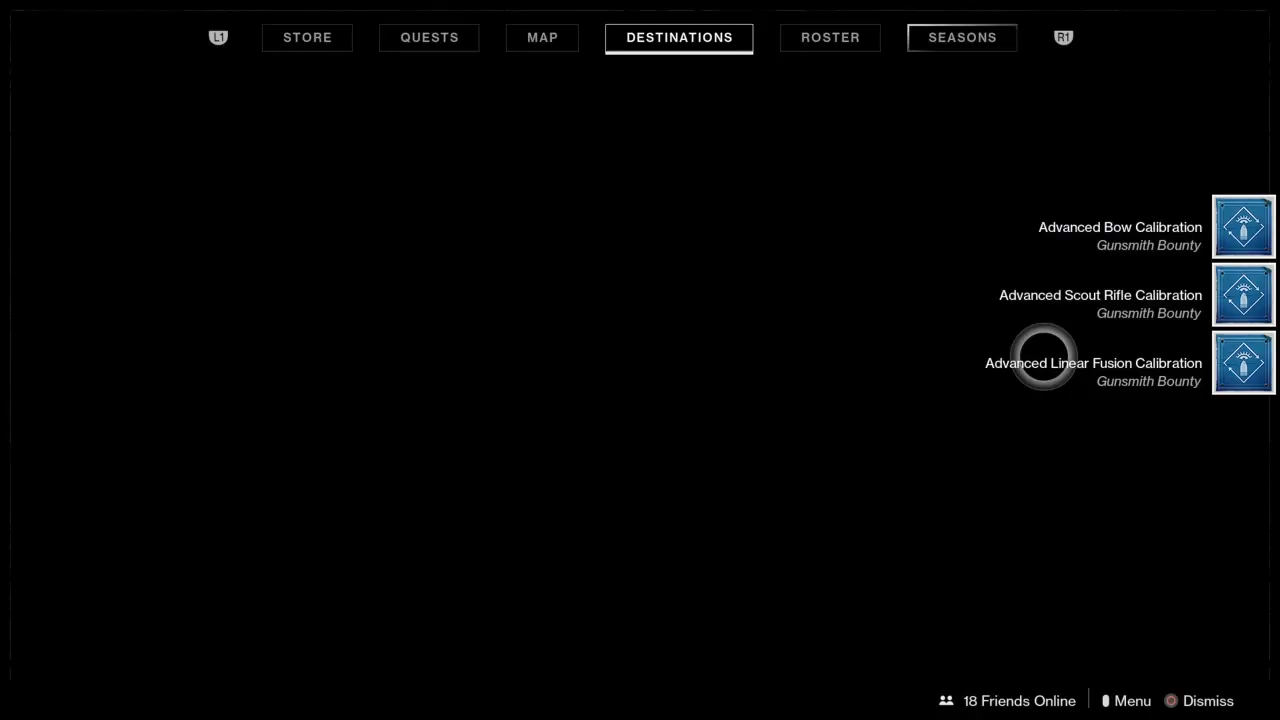 L1 STORE QUESTS MAP DESTINATIONS ROSTER SEASONS R1
Advanced Bow Calibration
Gunsmith Bounty
Advanced Scout Rifle Calibration
Gunsmith Bounty
Advanced Linear Fusion Calibration
Gunsmith Bounty
18 Friends Online Menu Dismiss